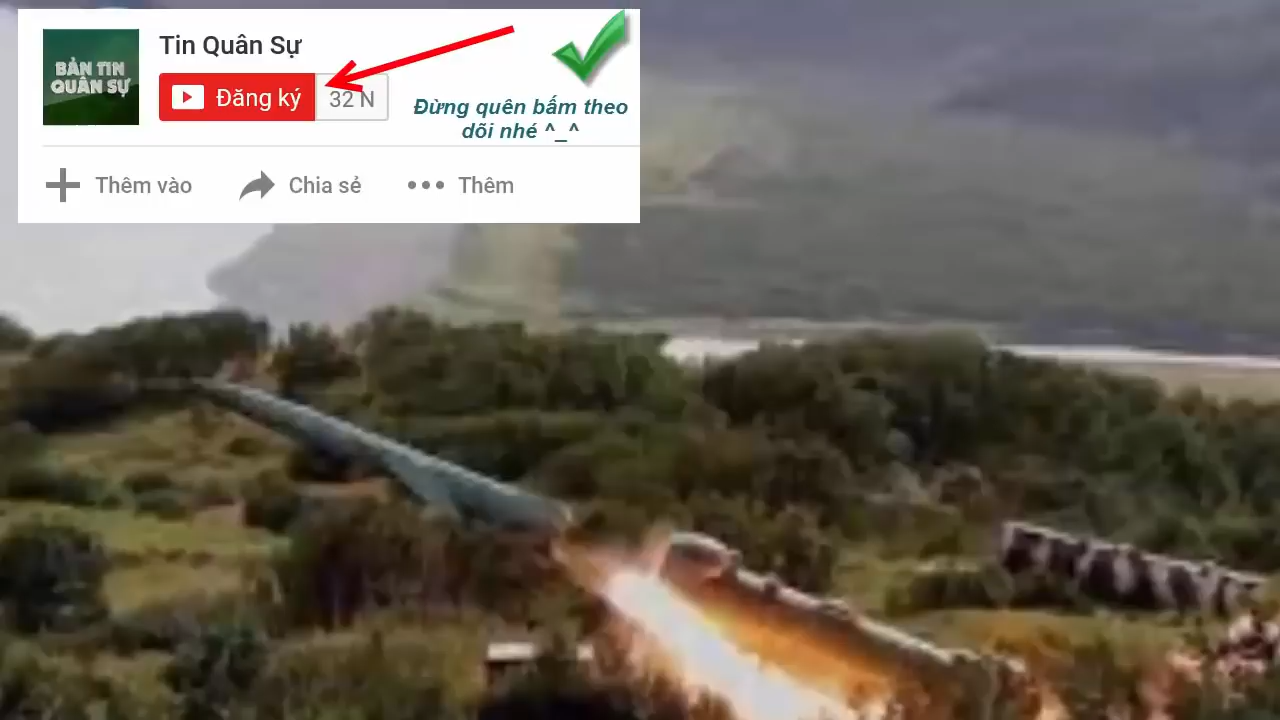 BẢN TIN
QUÂN SỰ
Tin Quân Sự
Đăng ký
32 N
Đừng quên bấm theo
dõi nhé ^_^
Thêm vào
Chia sẻ
Thêm